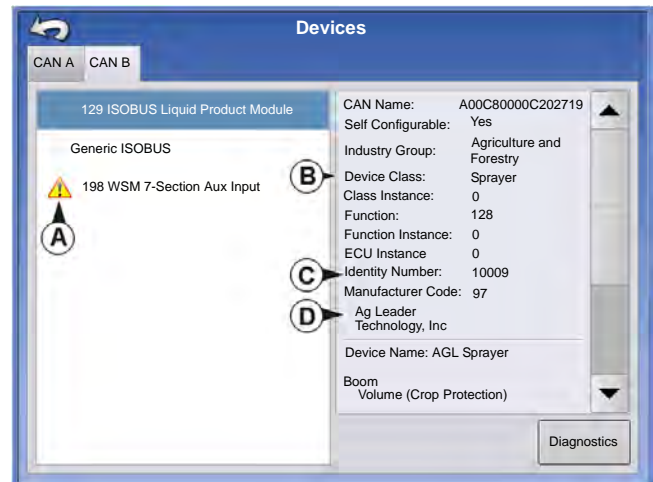 Devices
CAN A CAN B
129 ISOBUS Liquid Product Module
Generic ISOBUS
198 WSM 7-Section Aux Input
A
B
C
D
CAN Name: A00C80000C202719
Self Configurable: Yes
Industry Group: Agriculture and
Forestry
Device Class: Sprayer
Class Instance: 0
Function: 128
Function Instance: 0
ECU Instance 0
Identity Number: 10009
Manufacturer Code: 97
Ag Leader
Technology, Inc
Device Name: AGL Sprayer
Boom
Volume (Crop Protection)
Diagnostics